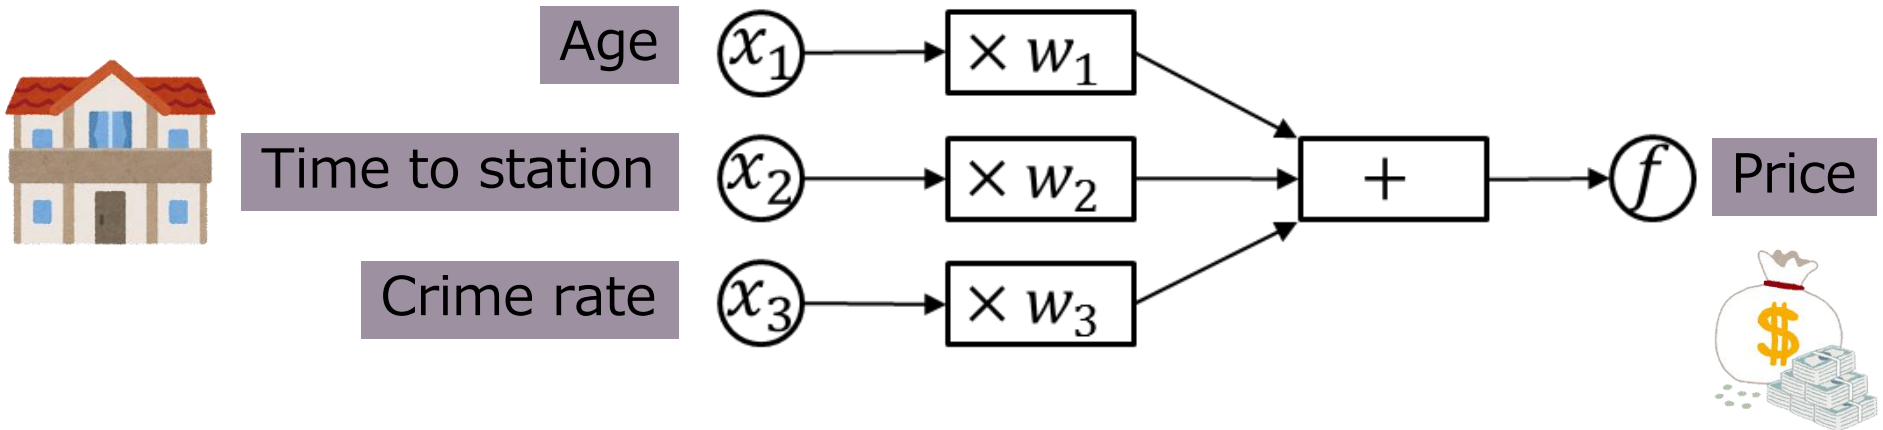 Age x₁ × w₁
Time to station x₂ × w₂ + f Price
Crime rate x₃ × w₃
$